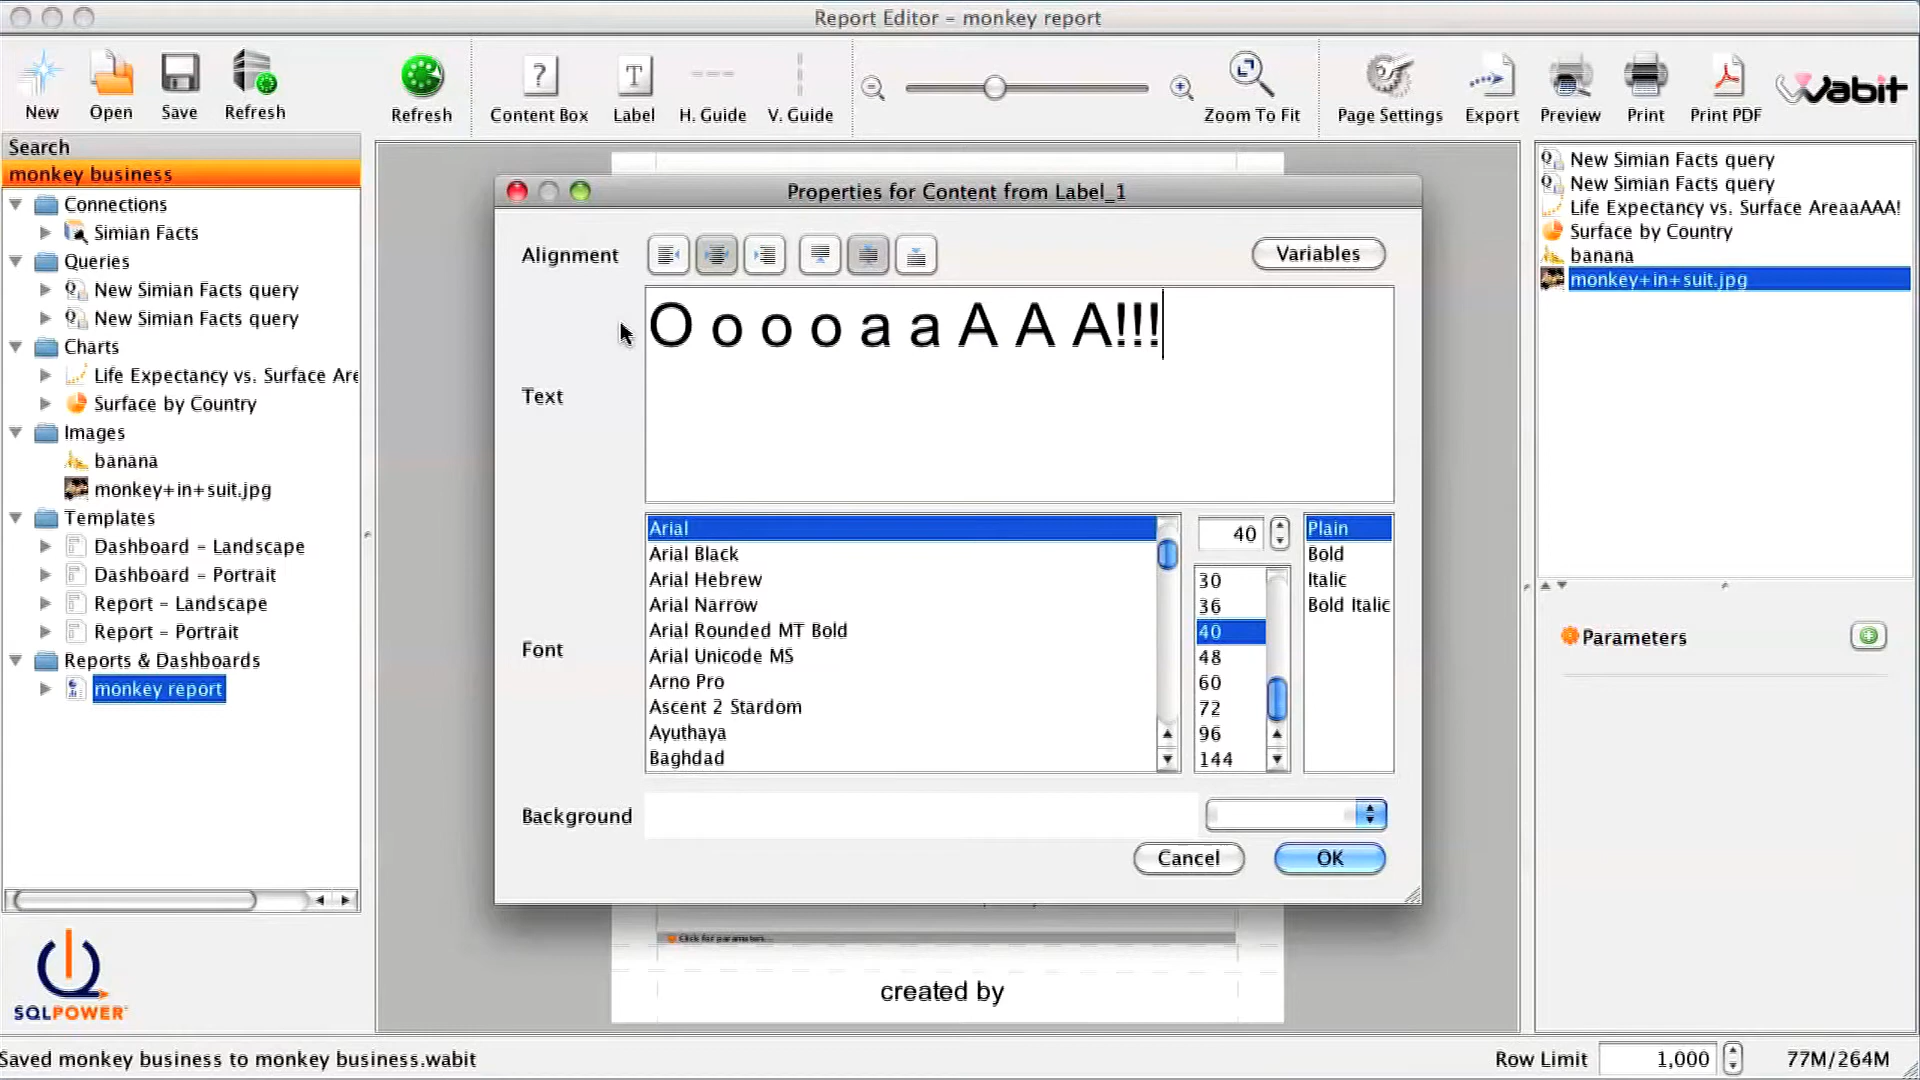 Report Editor - monkey report
New
Open
Save
Refresh
Refresh
Content Box
Label
H. Guide
V. Guide
Zoom To Fit
Page Settings
Export
Preview
Print
Print PDF
Wabit
Search
monkey business
Connections
Simian Facts
Queries
New Simian Facts query
New Simian Facts query
Charts
Life Expectancy vs. Surface Are
Surface by Country
Images
banana
monkey+in+suit.jpg
Templates
Dashboard - Landscape
Dashboard - Portrait
Report - Landscape
Report - Portrait
Reports & Dashboards
monkey report
SQLPOWER
Properties for Content from Label_1
Alignment
Variables
Text
O o o o a a A A A!!!
Font
Arial
Arial Black
Arial Hebrew
Arial Narrow
Arial Rounded MT Bold
Arial Unicode MS
Arno Pro
Ascent 2 Stardom
Ayuthaya
Baghdad
40
30
36
40
48
60
72
96
144
Plain
Bold
Italic
Bold Italic
Background
Cancel
OK
Click for parameters...
created by
New Simian Facts query
New Simian Facts query
Life Expectancy vs. Surface AreaaAAA!
Surface by Country
banana
monkey+in+suit.jpg
Parameters
Saved monkey business to monkey business.wabit
Row Limit
1,000
77M/264M